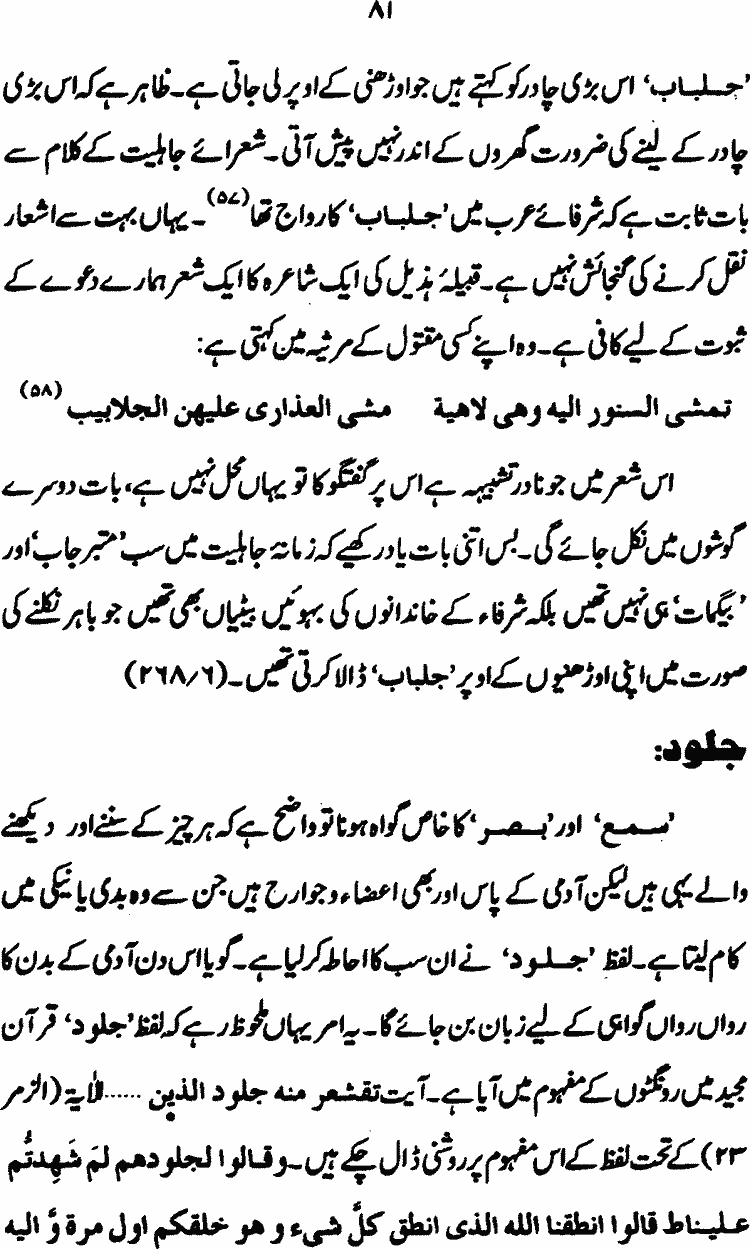 ۸۱
’جلباب‘ اس بڑی چادر کو کہتے ہیں جو اوڑھنی کے اوپر لی جاتی ہے۔ ظاہر ہے کہ اس بڑی
چادر کے لینے کی ضرورت گھروں کے اندر نہیں پیش آتی۔ شعرائے جاہلیت کے کلام سے
بات ثابت ہے کہ شرفائے عرب میں ’جلباب‘ کا رواج تھا(۵۷)۔ یہاں بہت سے اشعار
نقل کرنے کی گنجائش نہیں ہے۔ قبیلۂ ہذیل کی ایک شاعرہ کا ایک شعر ہمارے دعوے کے
ثبوت کے لیے کافی ہے۔ وہ اپنے کسی مقتول کے مرثیہ مین کہتی ہے:
تمشی السنور الیه وهی لاهیة مشی العذاری علیهن الجلابیب (۵۸)
اس شعر میں جو نادر تشبیہہ ہے اس پر گفتگو کا تو یہاں محل نہیں ہے، بات دوسرے
گوشوں میں نکل جائے گی۔ بس اتنی بات یاد رکھیے کہ زمانۂ جاہلیت میں سب ’متبرجاب‘ اور
’بیگمات‘ ہی نہیں تھیں بلکہ شرفاء کے خاندانوں کی بہوئیں بیٹیاں بھی تھیں جو باہر نکلنے کی
صورت میں اپنی اوڑھنیوں کے اوپر ’جلباب‘ ڈالا کرتی تھیں۔ (۲۶۸/۶)
جلود:
’سمع‘ اور ’بصر‘ کا خاص گواہ ہونا تو واضح ہے کہ ہر چیز کے سننے اور دیکھنے
والے یہی ہیں لیکن آدمی کے پاس اور بھی اعضاء و جوارح ہیں جن سے وہ بدی یا نیکی میں
کام لیتا ہے۔ لفظ ’جلود‘ نے ان سب کا احاطہ کر لیا ہے۔ گویا اس دن آدمی کے بدن کا
رواں رواں گواہی کے لیے زبان بن جائے گا۔ یہ امر یہاں ملحوظ رہے کہ لفظ ’جلود‘ قرآن
مجید میں رونگٹوں کے مفہوم میں آیا ہے۔ آیت تقشعر منه جلود الذین ...... الاٰیة (الزمر
۲۳) کے تحت لفظ کے اس مفہوم پر روشنی ڈال چکے ہیں۔ وقالوا لجلودهم لمَ شَهِدتُّم
علیناط قالوا انطقنا الله الذی انطق کلَّ شیء و هو خلقکم اول مرة وَّ الیه